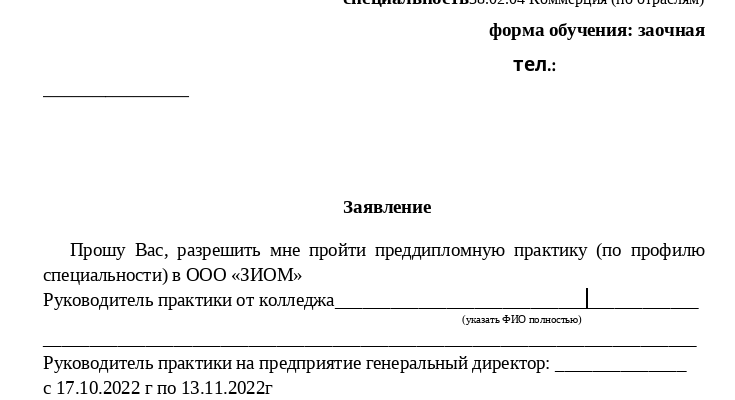 специальность38.02.04 Коммерция (по отраслям)
форма обучения: заочная
тел.:
_______________
Заявление
Прошу Вас, разрешить мне пройти преддипломную практику (по профилю
специальности) в ООО «ЗИОМ»
Руководитель практики от колледжа______________________________________
(указать ФИО полностью)
____________________________________________________________________
Руководитель практики на предприятие генеральный директор: ______________
с 17.10.2022 г по 13.11.2022г